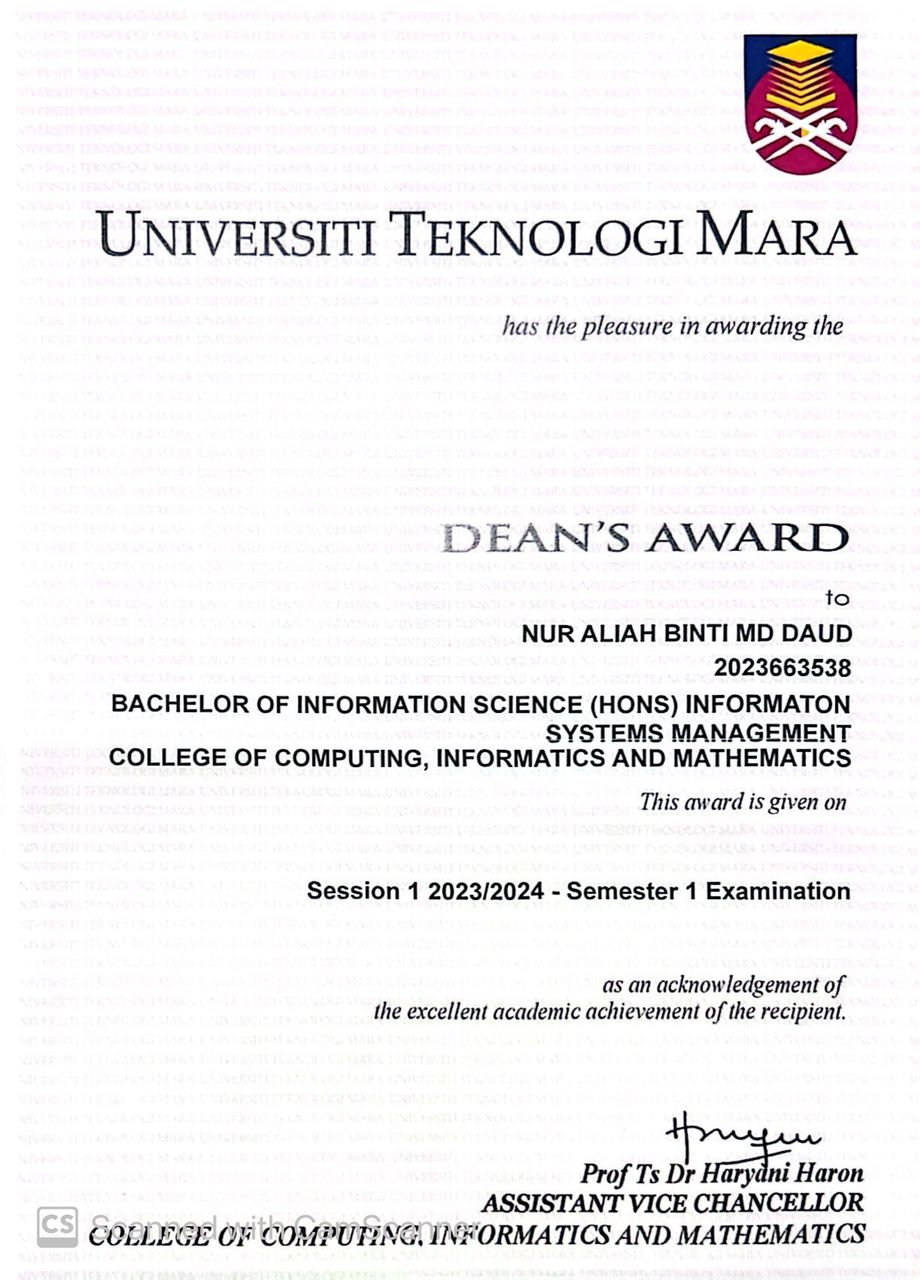 UNIVERSITI TEKNOLOGI MARA
has the pleasure in awarding the
DEAN'S AWARD
to
NUR ALIAH BINTI MD DAUD
2023663538
BACHELOR OF INFORMATION SCIENCE (HONS) INFORMATON
SYSTEMS MANAGEMENT
COLLEGE OF COMPUTING, INFORMATICS AND MATHEMATICS
This award is given on
Session 1 2023/2024 - Semester 1 Examination
as an acknowledgement of
the excellent academic achievement of the recipient.
Prof Ts Dr Haryani Haron
ASSISTANT VICE CHANCELLOR
COLLEGE OF COMPUTING, INFORMATICS AND MATHEMATICS
CS Scanned with CamScanner